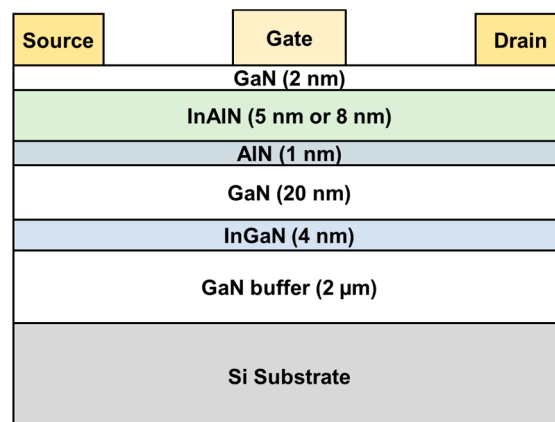 Source
Gate
Drain
GaN (2 nm)
InAlN (5 nm or 8 nm)
AlN (1 nm)
GaN (20 nm)
InGaN (4 nm)
GaN buffer (2 µm)
Si Substrate